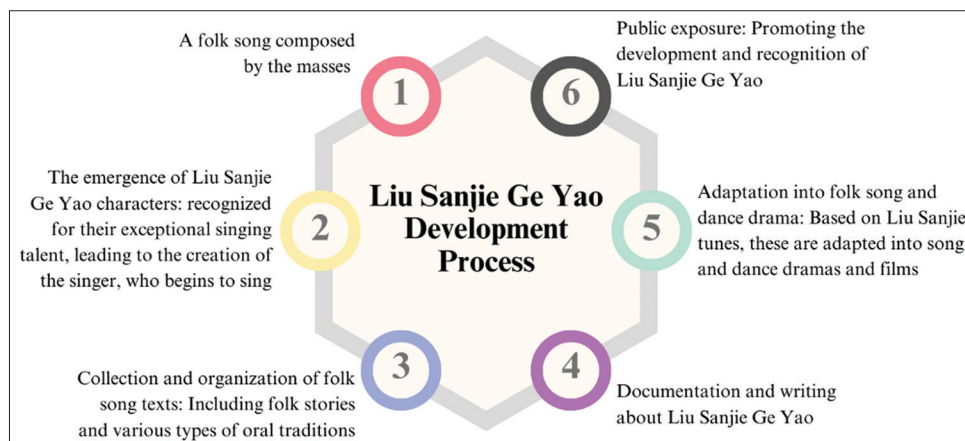 A folk song composed
by the masses
1
The emergence of Liu Sanjie
Ge Yao characters: recognized
for their exceptional singing
talent, leading to the creation of
the singer, who begins to sing
2
Collection and organization of folk
song texts: Including folk stories
and various types of oral traditions
3
Liu Sanjie Ge Yao
Development
Process
4
Documentation and writing
about Liu Sanjie Ge Yao
5
Adaptation into folk song and
dance drama: Based on Liu Sanjie
tunes, these are adapted into song
and dance dramas and films
6
Public exposure: Promoting the
development and recognition of
Liu Sanjie Ge Yao